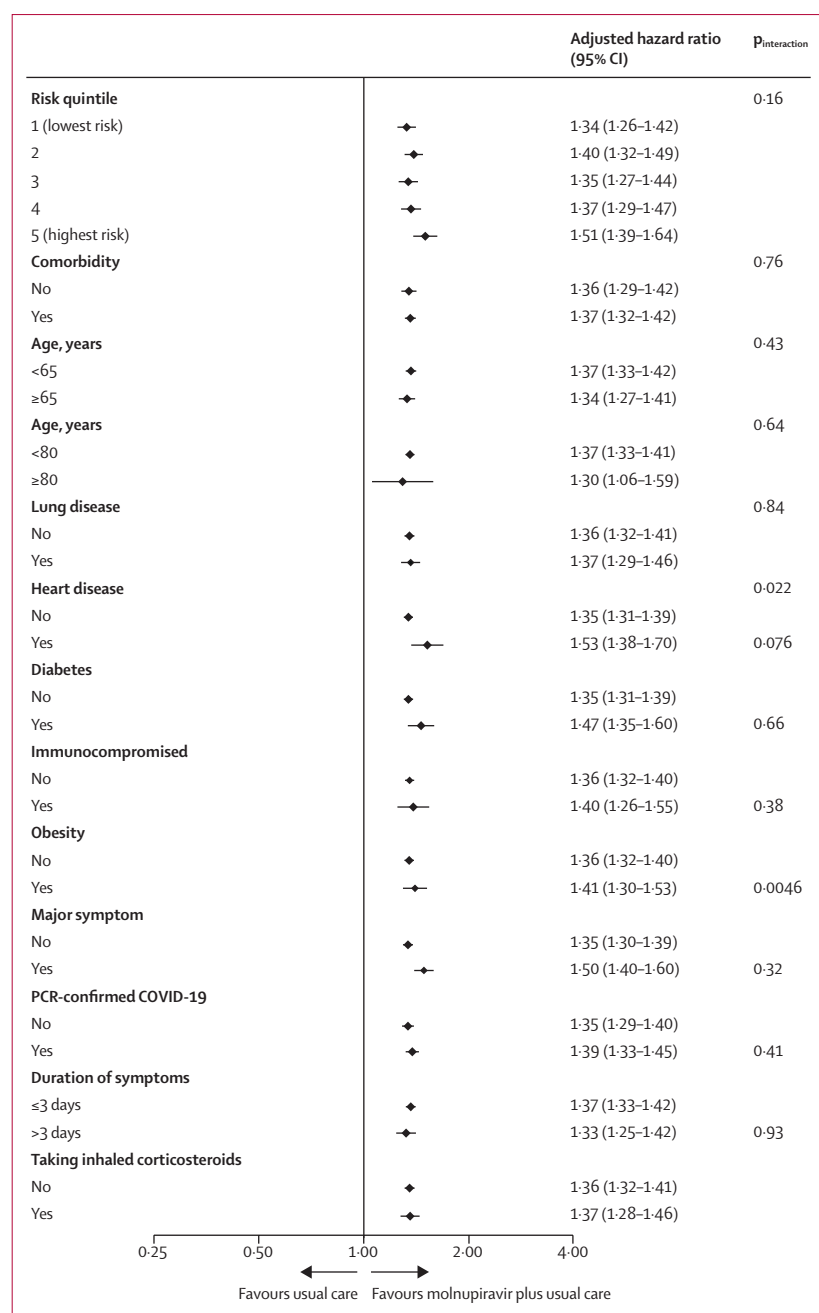 Adjusted hazard ratio
(95% CI)
pinteraction
Risk quintile 0·16
1 (lowest risk) 1·34 (1·26–1·42)
2 1·40 (1·32–1·49)
3 1·35 (1·27–1·44)
4 1·37 (1·29–1·47)
5 (highest risk) 1·51 (1·39–1·64)
Comorbidity 0·76
No 1·36 (1·29–1·42)
Yes 1·37 (1·32–1·42)
Age, years 0·43
<65 1·37 (1·33–1·42)
≥65 1·34 (1·27–1·41)
Age, years 0·64
<80 1·37 (1·33–1·41)
≥80 1·30 (1·06–1·59)
Lung disease 0·84
No 1·36 (1·32–1·41)
Yes 1·37 (1·29–1·46)
Heart disease 0·022
No 1·35 (1·31–1·39)
Yes 1·53 (1·38–1·70) 0·076
Diabetes
No 1·35 (1·31–1·39)
Yes 1·47 (1·35–1·60) 0·66
Immunocompromised
No 1·36 (1·32–1·40)
Yes 1·40 (1·26–1·55) 0·38
Obesity
No 1·36 (1·32–1·40)
Yes 1·41 (1·30–1·53) 0·0046
Major symptom
No 1·35 (1·30–1·39)
Yes 1·50 (1·40–1·60) 0·32
PCR-confirmed COVID-19
No 1·35 (1·29–1·40)
Yes 1·39 (1·33–1·45) 0·41
Duration of symptoms
≤3 days 1·37 (1·33–1·42)
>3 days 1·33 (1·25–1·42) 0·93
Taking inhaled corticosteroids
No 1·36 (1·32–1·41)
Yes 1·37 (1·28–1·46)
0·25 0·50 1·00 2·00 4·00
Favours usual care Favours molnupiravir plus usual care